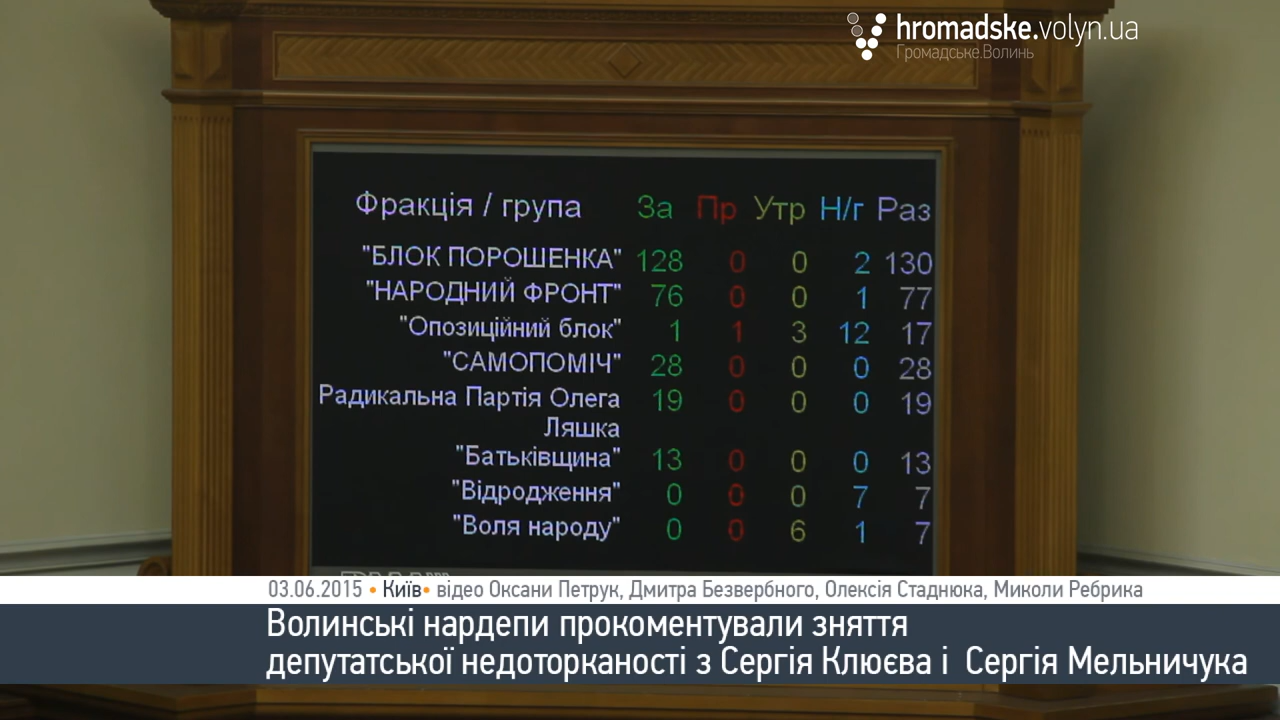 hromadske.volyn.ua
Громадське.Волинь
Фракція / група За Пр Утр Н/г Раз
"БЛОК ПОРОШЕНКА" 128 0 0 2 130
"НАРОДНИЙ ФРОНТ" 76 0 0 1 77
"Опозиційний блок" 1 1 3 12 17
"САМОПОМІЧ" 28 0 0 0 28
Радикальна Партія Олега 19 0 0 0 19
Ляшка
"Батьківщина" 13 0 0 0 13
"Відродження" 0 0 0 7 7
"Воля народу" 0 0 6 1 7
03.06.2015 • Київ• відео Оксани Петрук, Дмитра Безвербного, Олексія Стаднюка, Миколи Ребрика
Волинські нардепи прокоментували зняття
депутатської недоторканості з Сергія Клюєва і Сергія Мельничука